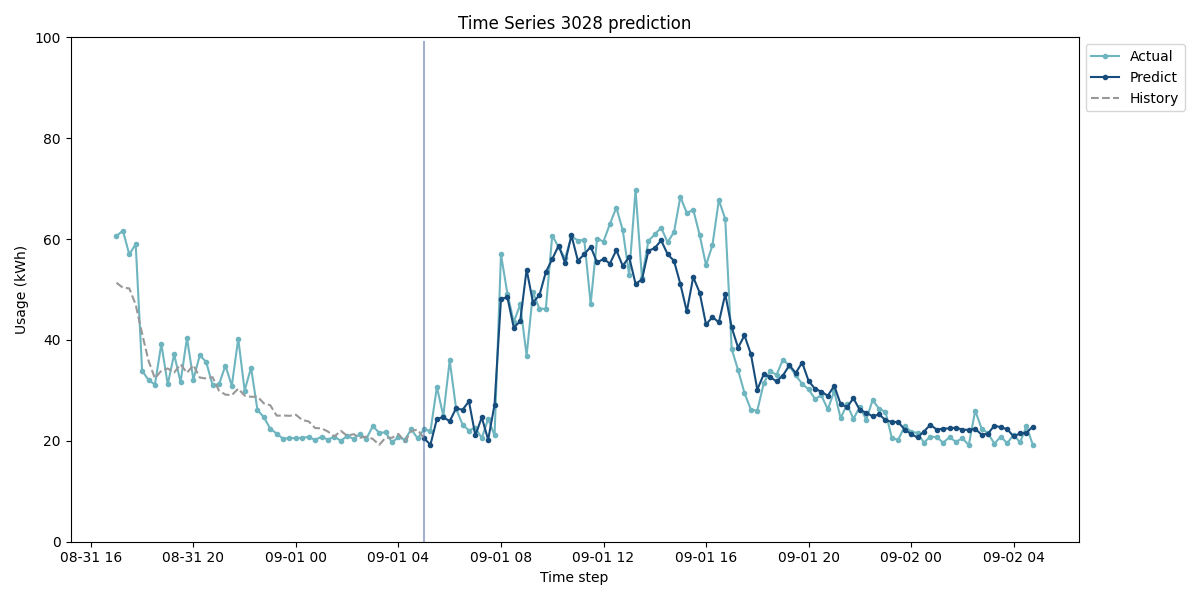 Time Series 3028 prediction
Usage (kWh)
100
80
60
40
20
0
08-31 16
08-31 20
09-01 00
09-01 04
09-01 08
09-01 12
09-01 16
09-01 20
09-02 00
09-02 04
Time step
Actual
Predict
History